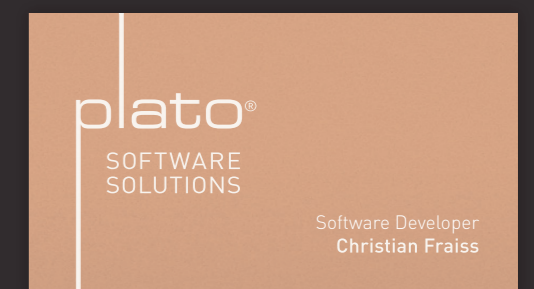 plato®
SOFTWARE
SOLUTIONS
Software Developer
Christian Fraiss